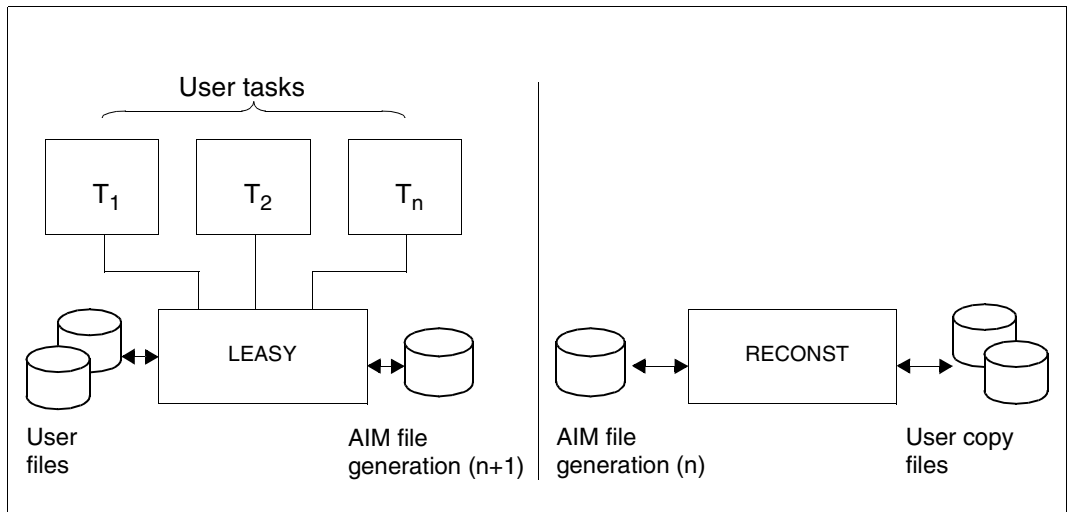 User tasks
T1
T2
Tn
LEASY
RECONST
User
files
AIM file
generation (n+1)
AIM file
generation (n)
User copy
files